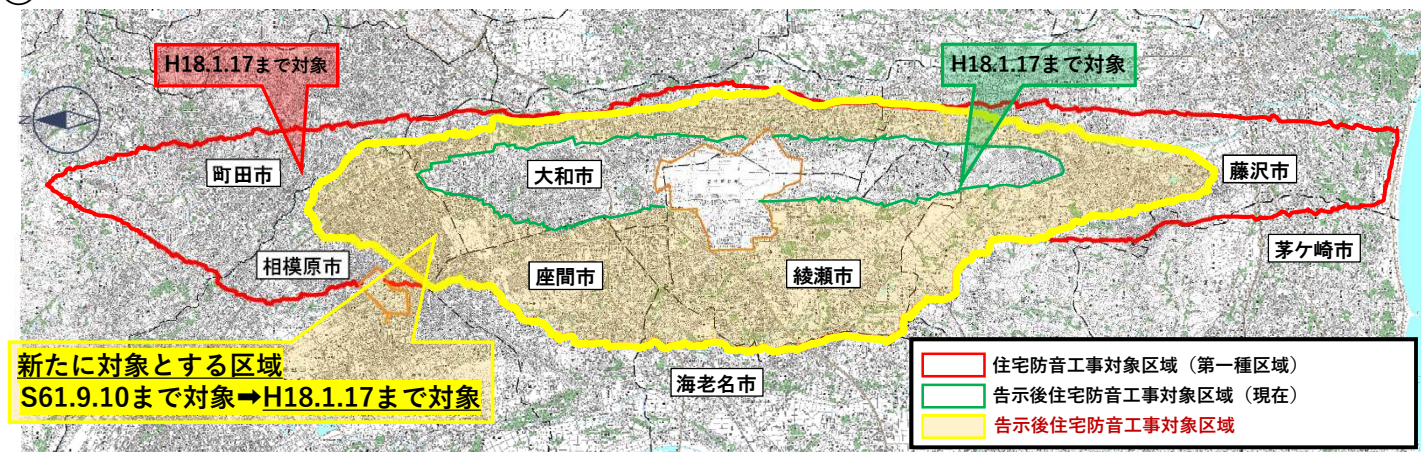 H18.1.17まで対象
H18.1.17まで対象
町田市
大和市
藤沢市
相模原市
座間市
綾瀬市
茅ケ崎市
新たに対象とする区域
S61.9.10まで対象➡H18.1.17まで対象
海老名市
住宅防音工事対象区域（第一種区域）
告示後住宅防音工事対象区域（現在）
告示後住宅防音工事対象区域